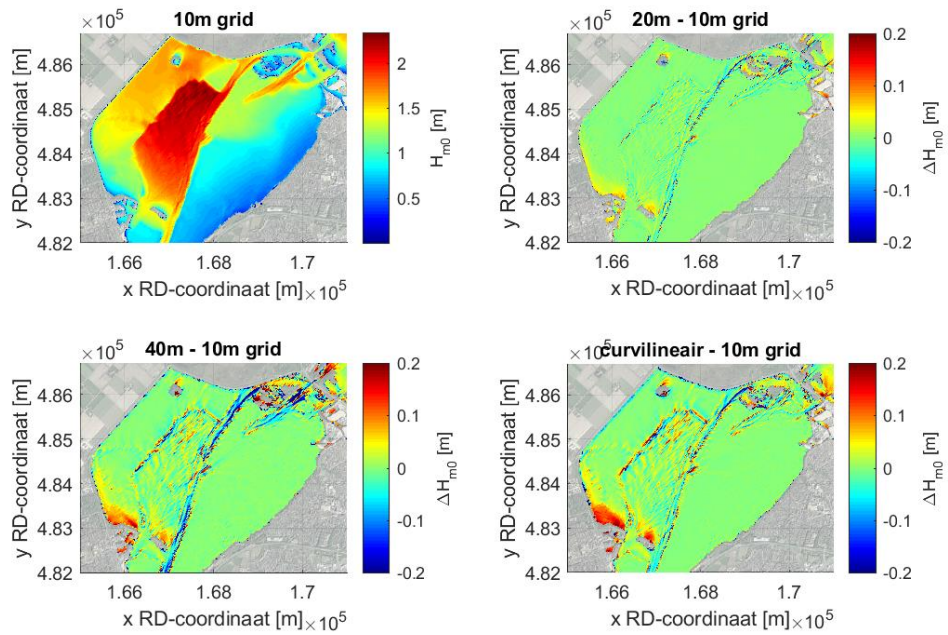 10m grid
×10⁵
4.86
4.85
4.84
4.83
4.82
y RD-coordinaat [m]
1.66 1.68 1.7
x RD-coordinaat [m] ×10⁵
2
1.5
1
0.5
H_m0 [m]
20m - 10m grid
×10⁵
4.86
4.85
4.84
4.83
4.82
y RD-coordinaat [m]
1.66 1.68 1.7
x RD-coordinaat [m] ×10⁵
0.2
0.1
0
-0.1
-0.2
ΔH_m0 [m]
40m - 10m grid
×10⁵
4.86
4.85
4.84
4.83
4.82
y RD-coordinaat [m]
1.66 1.68 1.7
x RD-coordinaat [m] ×10⁵
0.2
0.1
0
-0.1
-0.2
ΔH_m0 [m]
curvilineair - 10m grid
×10⁵
4.86
4.85
4.84
4.83
4.82
y RD-coordinaat [m]
1.66 1.68 1.7
x RD-coordinaat [m] ×10⁵
0.2
0.1
0
-0.1
-0.2
ΔH_m0 [m]